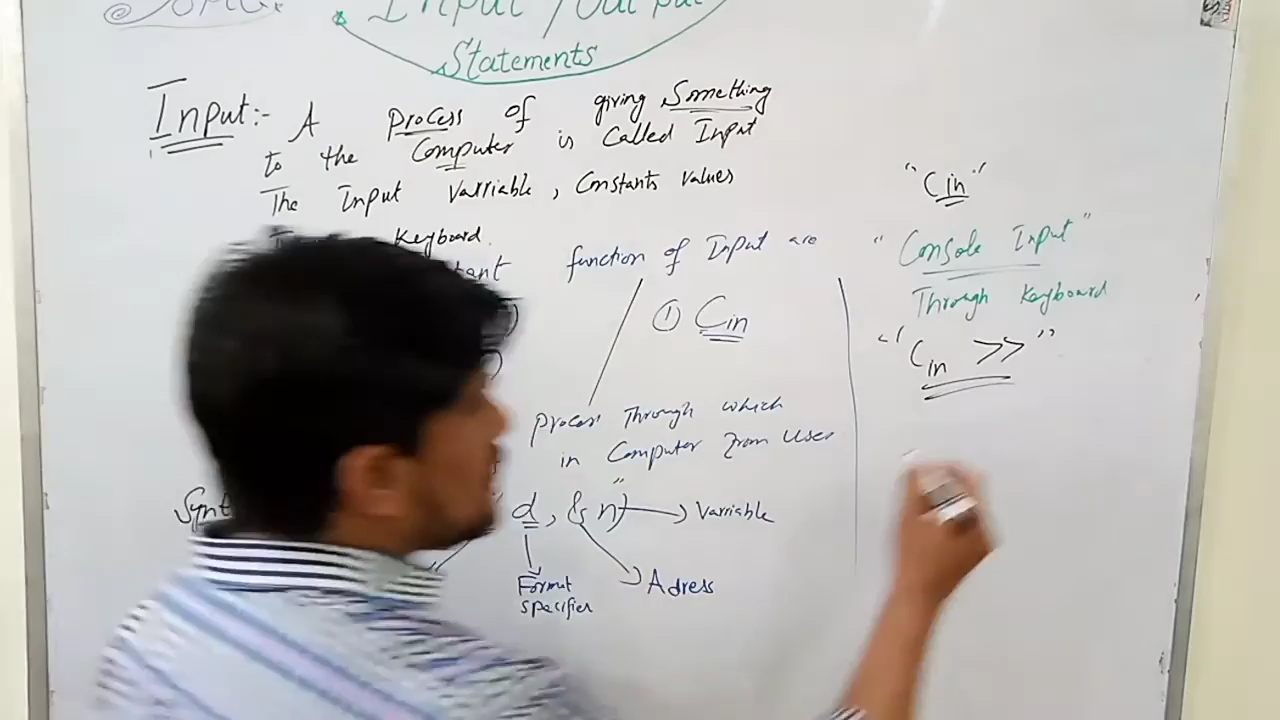 Input / Output
Statements
Input:- A Process of giving Something
to the Computer is Called Input
The Input Varriable, Constants values
Keyboard.
function of Input are
① Cin
Process Through which
in Computer From User
d, & n)" → Variable
Format
specifier
Adress
"Cin"
"Console Input"
Through Keyboard
"Cin >>"